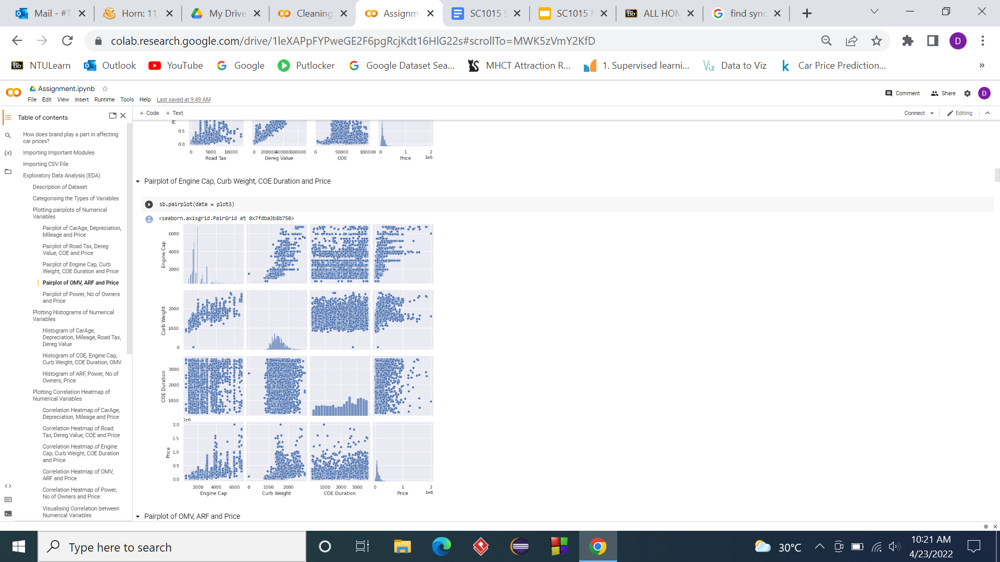 Mail - #T
Horn: 11
My Drive
Cleaning
Assignm
SC1015 S
SC1015 M
Bb ALL HOM
find sync
colab.research.google.com/drive/1leXAPpFYPweGE2F6pgRcjKdt16HlG22s#scrollTo=MWK5zVmY2KfD
D
Bb NTULearn
Outlook
YouTube
Google
Putlocker
Google Dataset Sea...
MHCT Attraction R...
1. Supervised learni...
Viz Data to Viz
k Car Price Prediction...
»
Assignment.ipynb
File Edit View Insert Runtime Tools Help Last saved at 9:49 AM
Comment Share D
+ Code + Text
Connect Editing
Table of contents
How does brand play a part in affecting
car prices?
Importing Important Modules
Importing CSV File
Exploratory Data Analysis (EDA)
Description of Dataset
Categorising the Types of Variables
Plotting pairplots of Numerical
Variables
Pairplot of CarAge, Depreciation,
Mileage and Price
Pairplot of Road Tax, Dereg
Value, COE and Price
Pairplot of Engine Cap, Curb
Weight, COE Duration and Price
Pairplot of OMV, ARF and Price
Pairplot of Power, No of Owners
and Price
Plotting Histograms of Numerical
Variables
Histogram of CarAge,
Depreciation, Mileage, Road Tax,
Dereg Value
Histogram of COE, Engine Cap,
Curb Weight, COE Duration, OMV
Histogram of ARF, Power, No of
Owners, Price
Plotting Correlation Heatmap of
Numerical Variables
Correlation Heatmap of CarAge,
Depreciation, Mileage and Price
Correlation Heatmap of Road
Tax, Dereg Value, COE and Price
Correlation Heatmap of Engine
Cap, Curb Weight, COE Duration
and Price
Correlation Heatmap of OMV,
ARF and Price
Correlation Heatmap of Power,
No of Owners and Price
Visualising Correlation between
Numerical Variables
0.5
0.0
0 5000 10000 0 200000400000600000 0 50000 100000 0 1 2
Road Tax Dereg Value COE Price 1e6
Pairplot of Engine Cap, Curb Weight, COE Duration and Price
sb.pairplot(data = plot3)
<seaborn.axisgrid.PairGrid at 0x7fdba3b8b750>
6000
4000
2000
Engine Cap
2000
1000
0
Curb Weight
3000
2000
1000
COE Duration
1e6
2.0
1.5
1.0
0.5
0.0
Price
2000 4000 6000 0 1000 2000 1000 2000 3000 0 1 2
Engine Cap Curb Weight COE Duration Price 1e6
Pairplot of OMV, ARF and Price
Type here to search
30°C
10:21 AM
4/23/2022